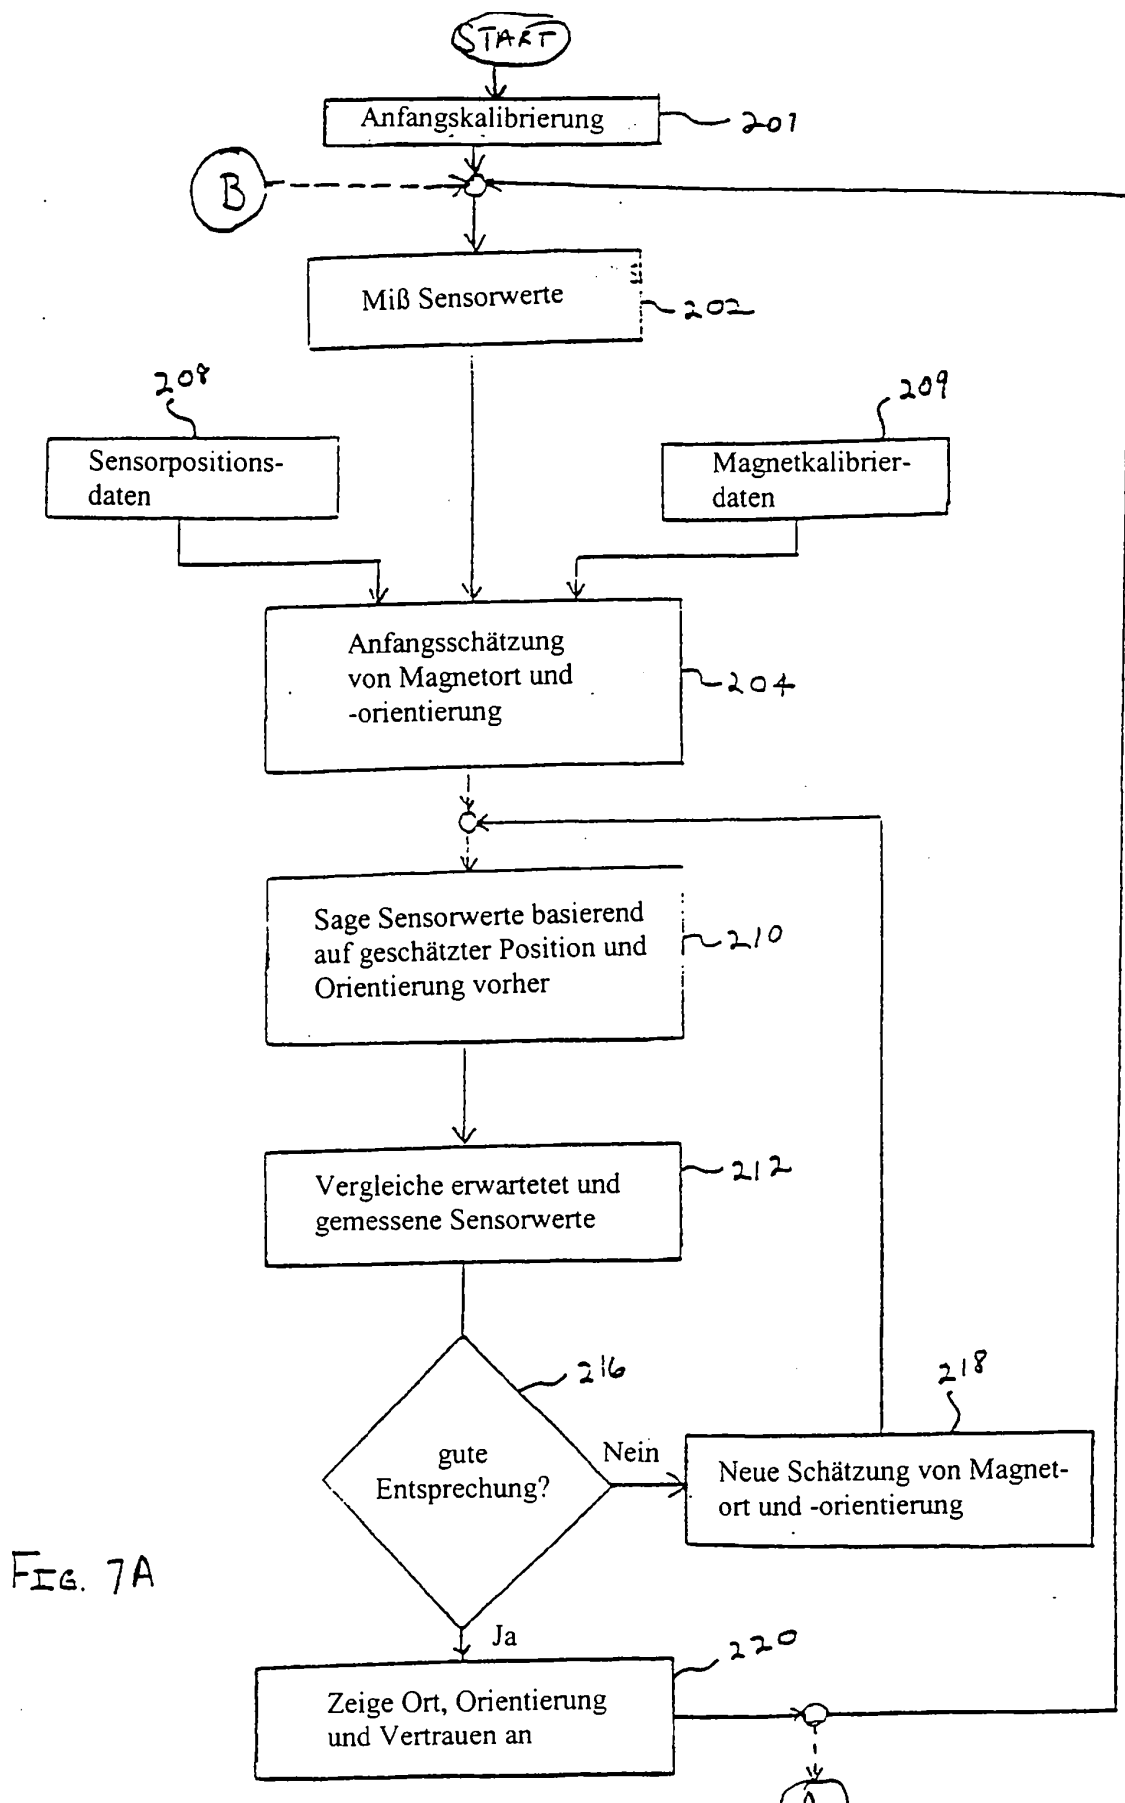 START
Anfangskalibrierung
201
B
Miß Sensorwerte
202
208
209
Sensorpositions-
daten
Magnetkalibrier-
daten
Anfangsschätzung
von Magnetort und
-orientierung
204
Sage Sensorwerte basierend
auf geschätzter Position und
Orientierung vorher
210
Vergleiche erwartetet und
gemessene Sensorwerte
212
216
218
gute
Entsprechung?
Nein
Neue Schätzung von Magnet-
ort und -orientierung
FIG. 7A
Ja
220
Zeige Ort, Orientierung
und Vertrauen an